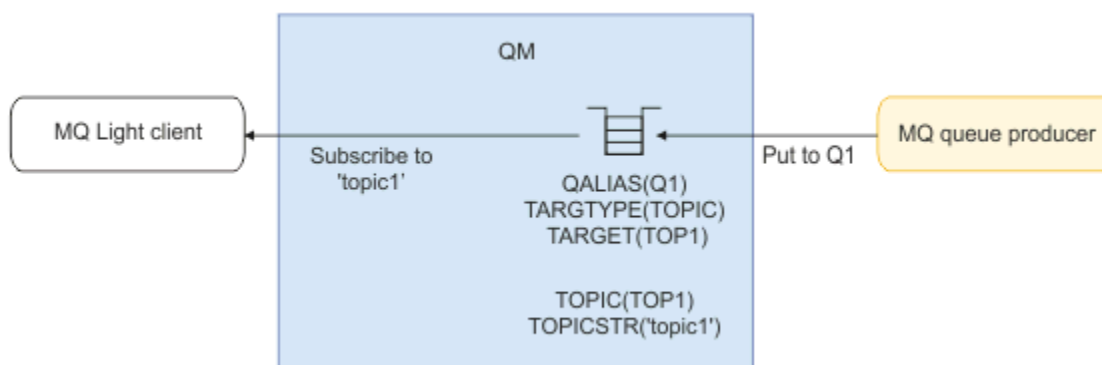 QM
MQ Light client
Subscribe to
'topic1'
QALIAS(Q1)
TARGTYPE(TOPIC)
TARGET(TOP1)
TOPIC(TOP1)
TOPICSTR('topic1')
Put to Q1
MQ queue producer